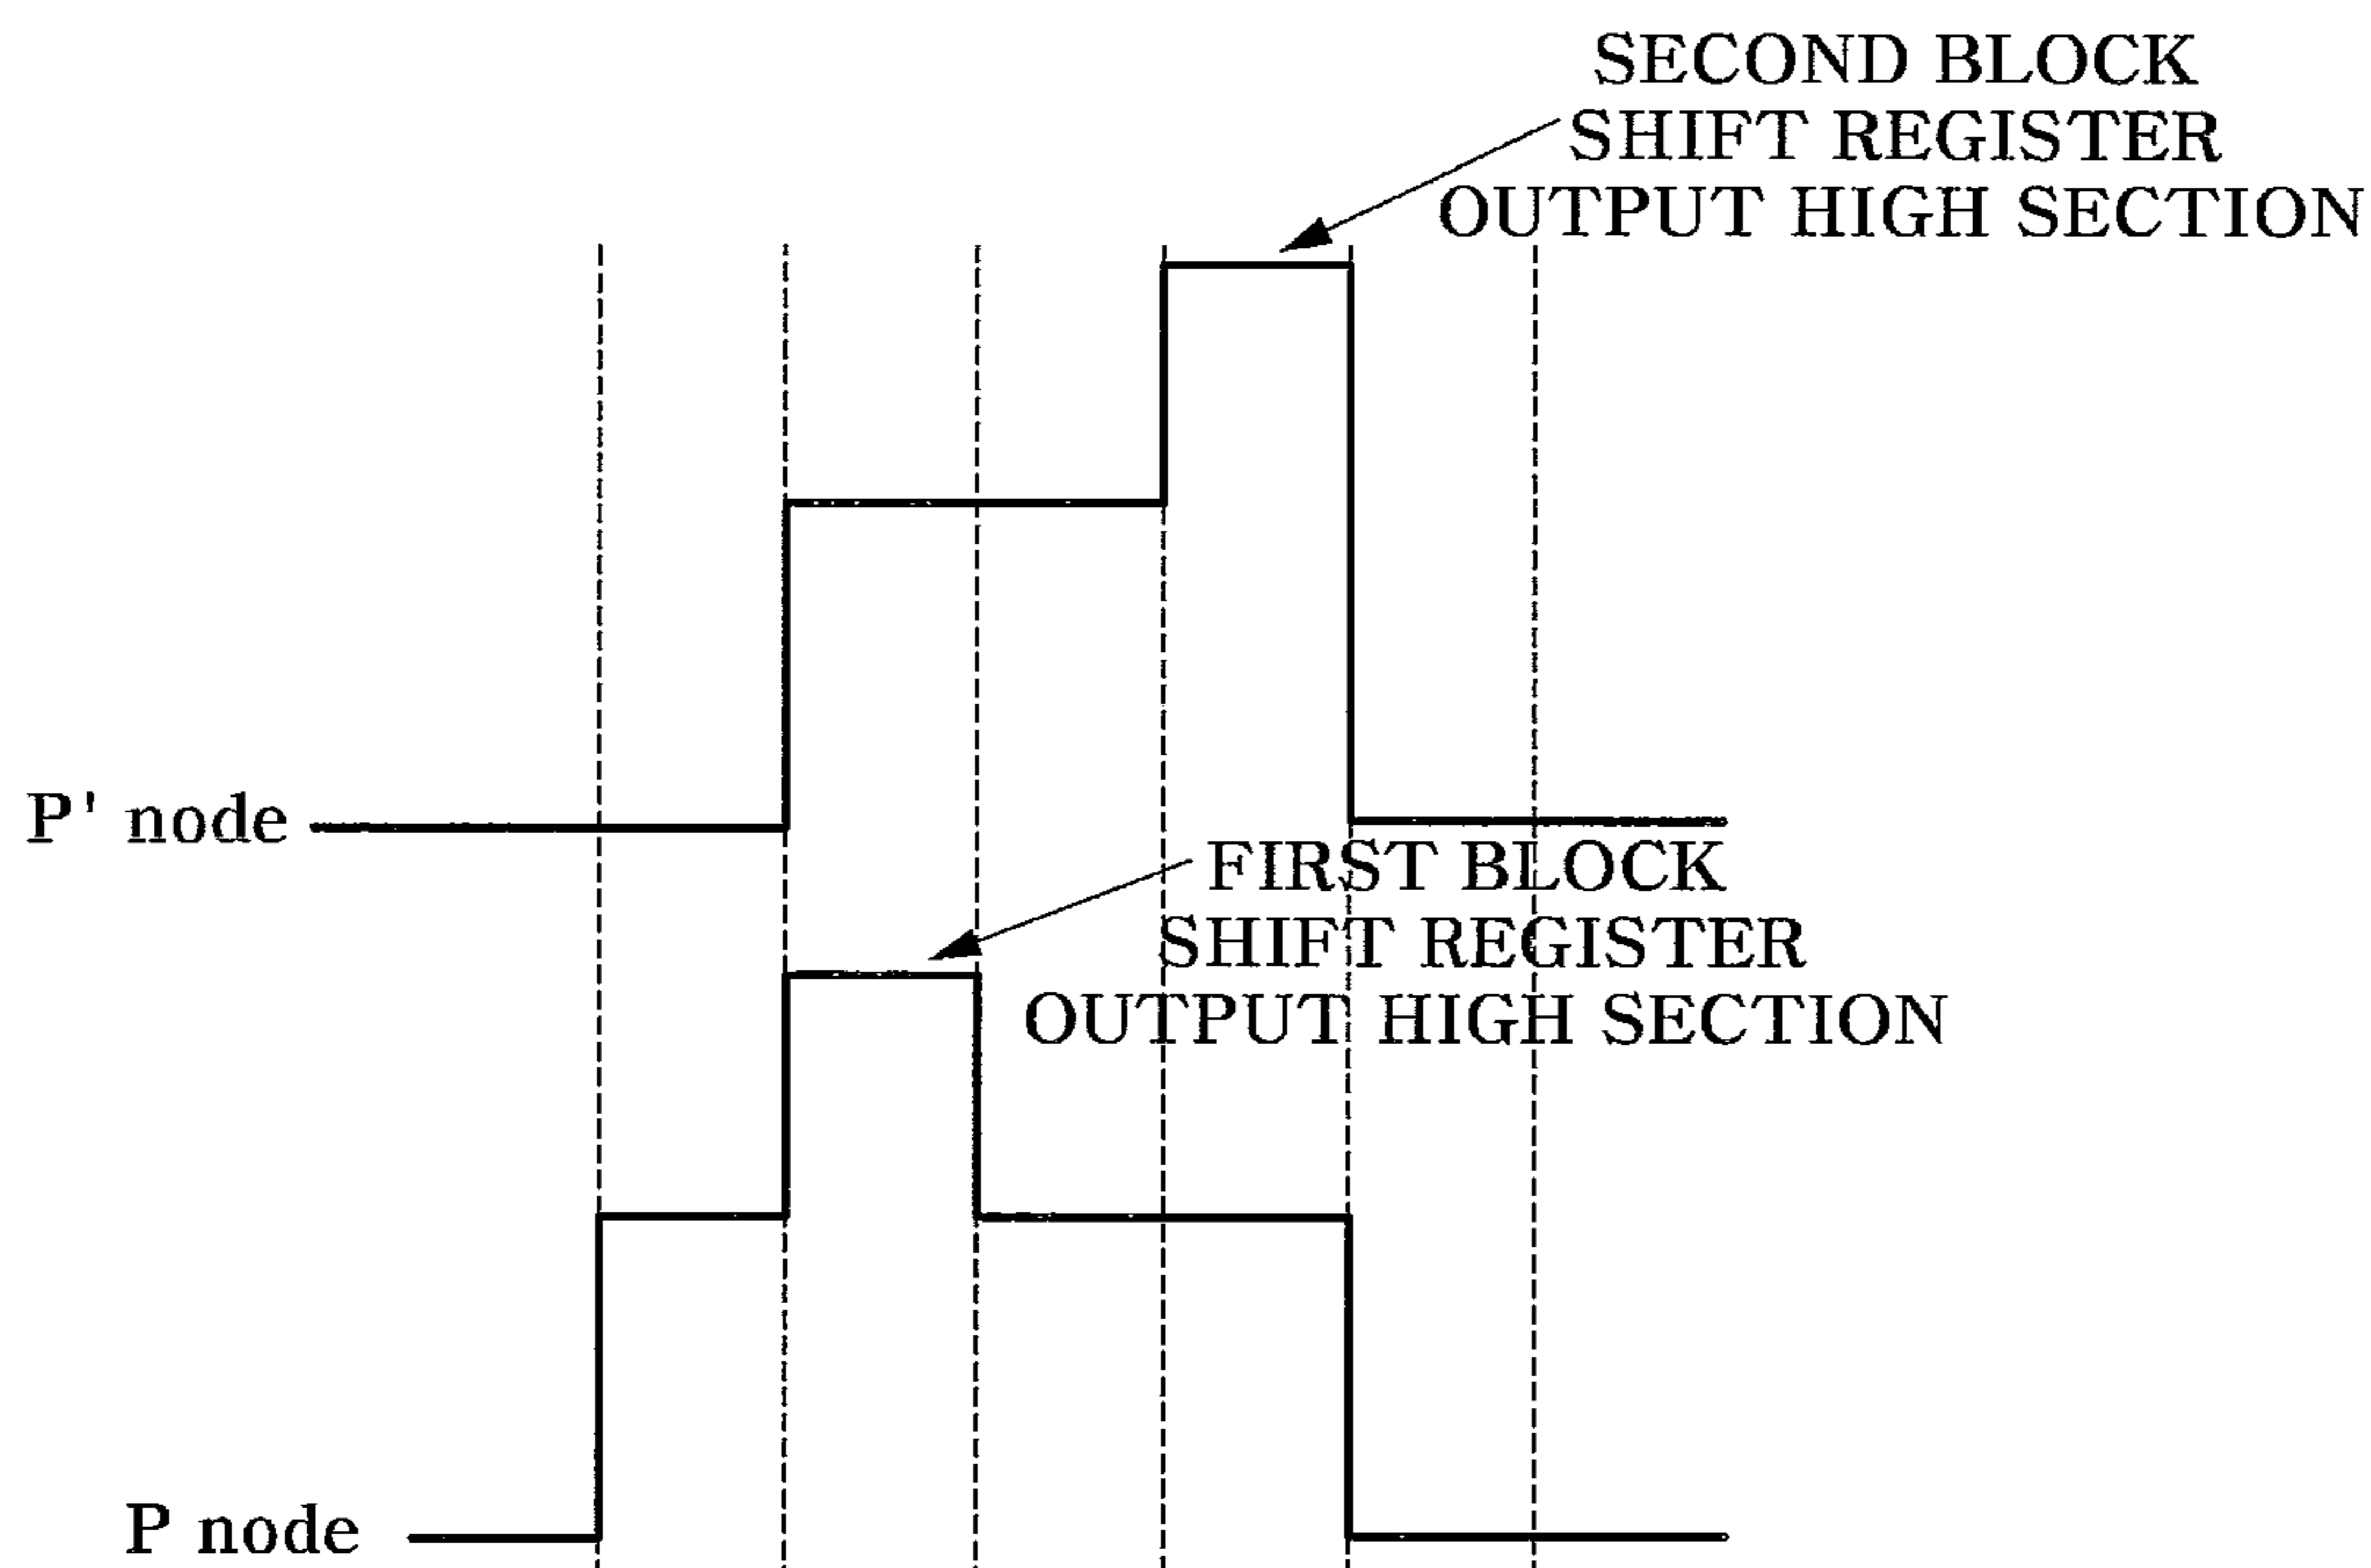 SECOND BLOCK
SHIFT REGISTER
OUTPUT HIGH SECTION
P' node
FIRST BLOCK
SHIFT REGISTER
OUTPUT HIGH SECTION
P node